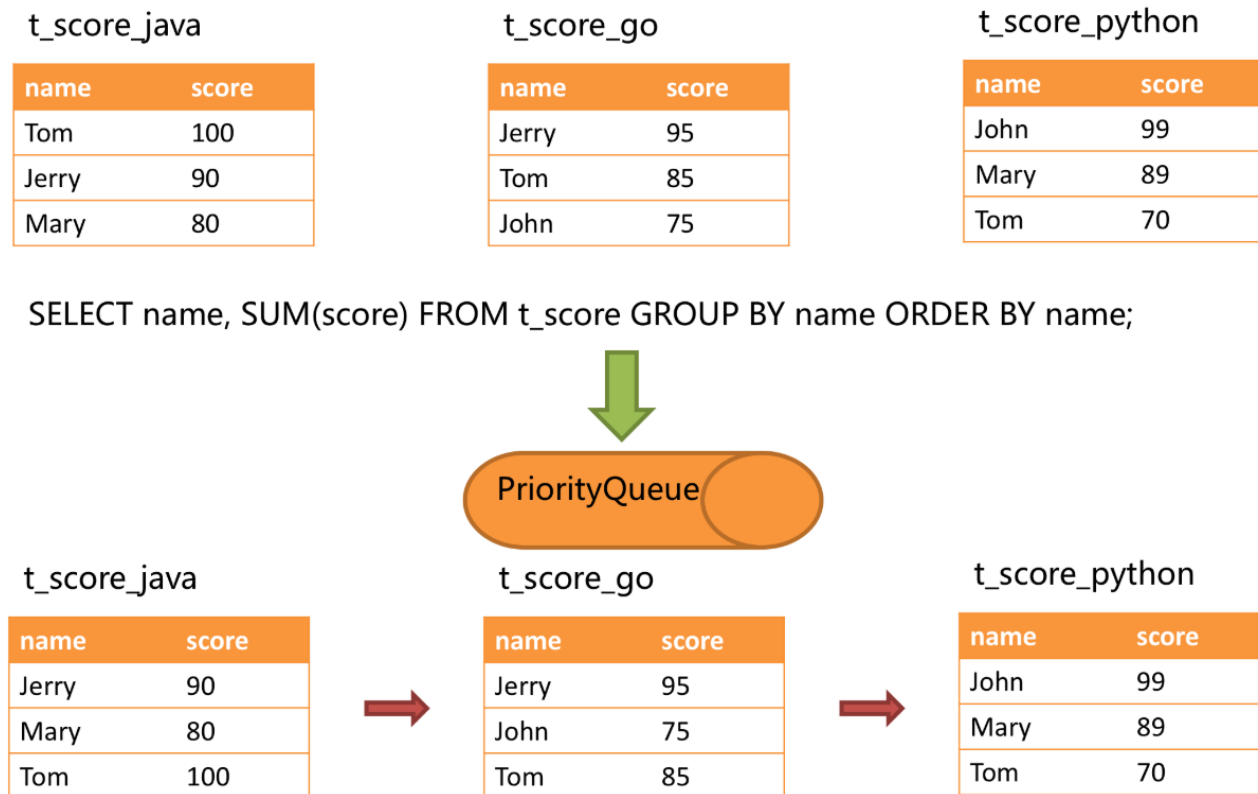 t_score_java t_score_go t_score_python
name score name score name score
Tom 100 Jerry 95 John 99
Jerry 90 Tom 85 Mary 89
Mary 80 John 75 Tom 70
SELECT name, SUM(score) FROM t_score GROUP BY name ORDER BY name;
PriorityQueue
t_score_java t_score_go t_score_python
name score name score name score
Jerry 90 Jerry 95 John 99
Mary 80 John 75 Mary 89
Tom 100 Tom 85 Tom 70